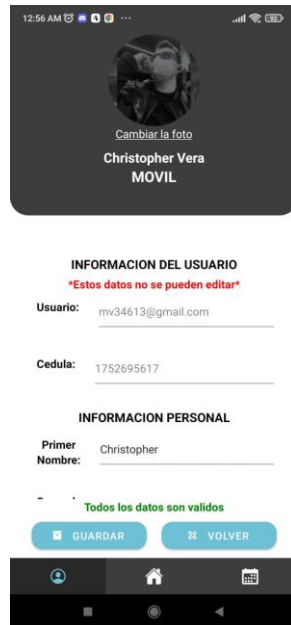 12:56 AM
92
Cambiar la foto
Christopher Vera
MOVIL
INFORMACION DEL USUARIO
*Estos datos no se pueden editar*
Usuario: mv34613@gmail.com
Cedula: 1752695617
INFORMACION PERSONAL
Primer
Nombre: Christopher
Todos los datos son validos
GUARDAR VOLVER